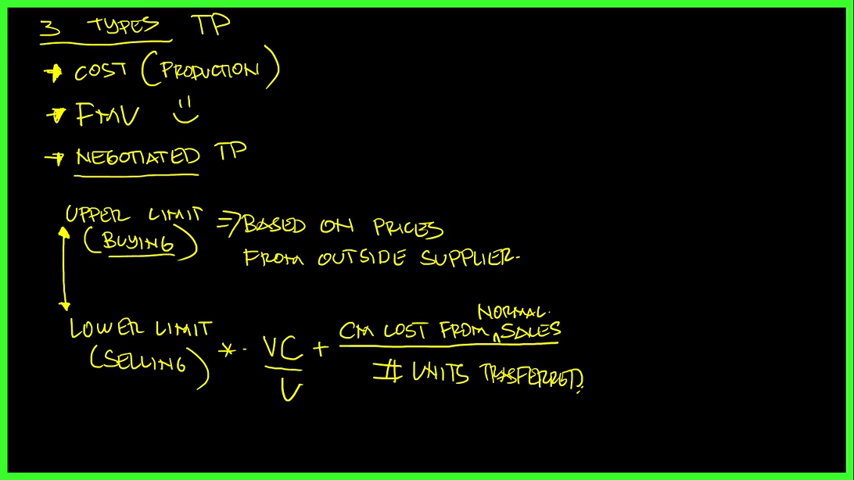 3 TYPES TP
→ COST (PRODUCTION)
→ FMV
→ NEGOTIATED TP
UPPER LIMIT ⇒ BASED ON PRICES
(BUYING) FROM OUTSIDE SUPPLIER.
NORMAL
LOWER LIMIT * · VC + CM COST FROM ^ SALES
(SELLING) U # UNITS TRASFERRED.